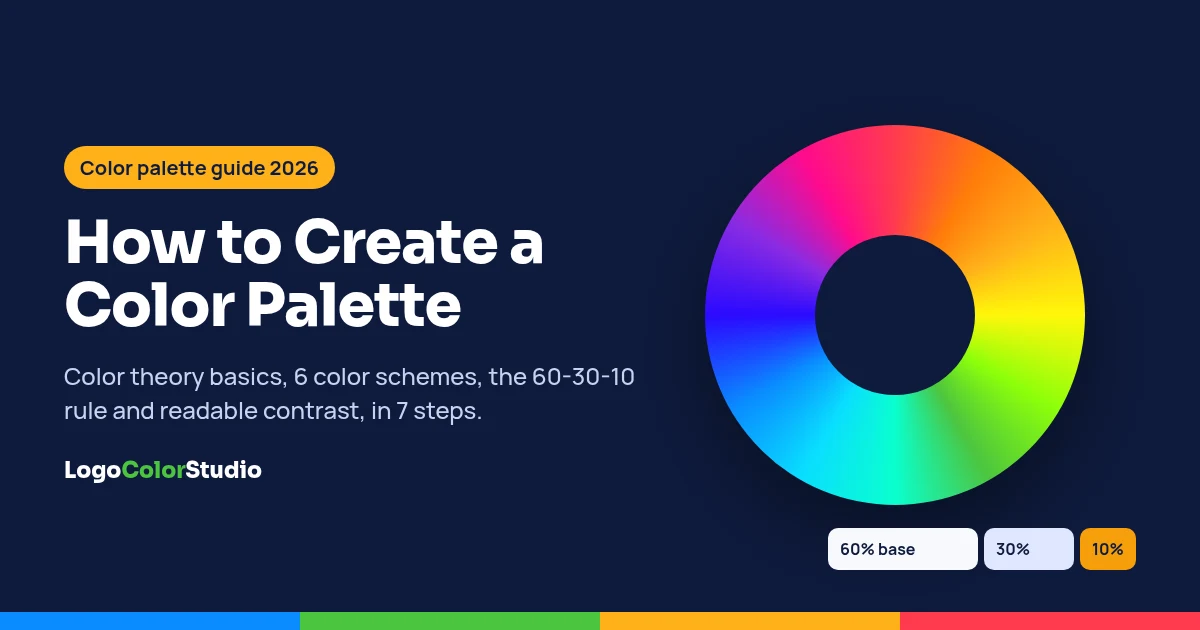 Color palette guide 2026
How to Create a
Color Palette
Color theory basics, 6 color schemes, the 60-30-10
rule and readable contrast, in 7 steps.
LogoColorStudio
60% base
30%
10%